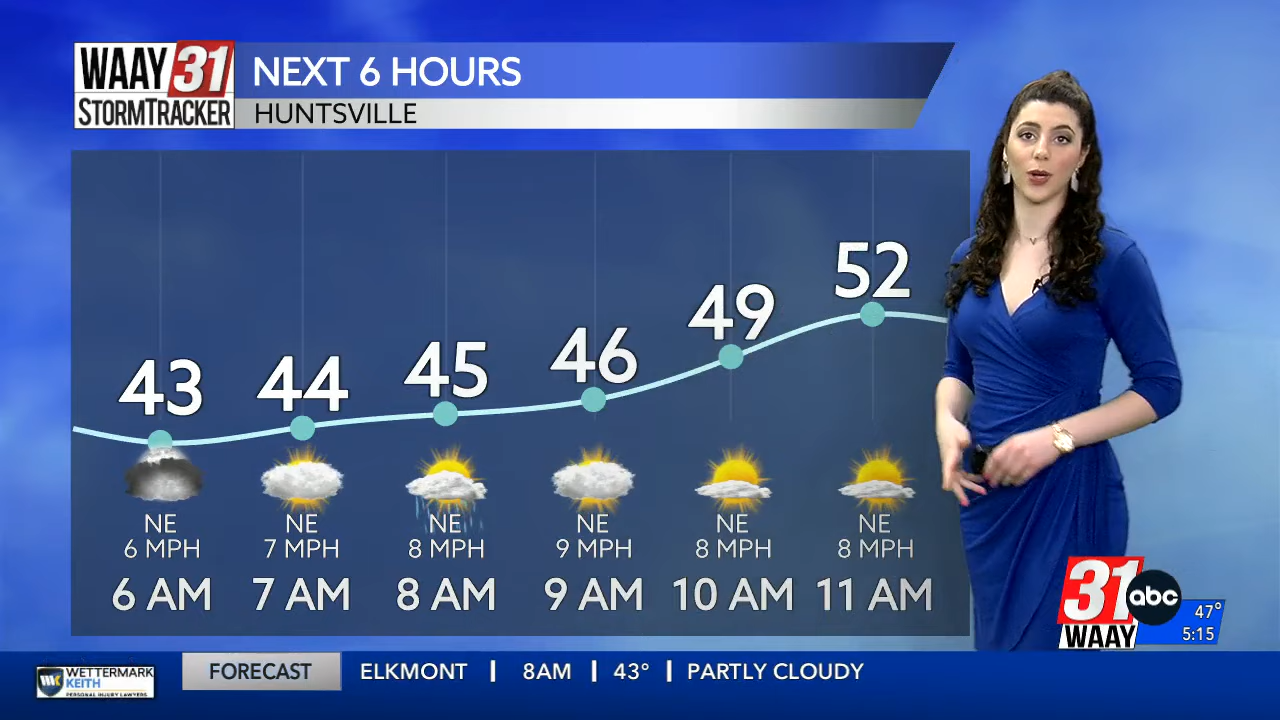 WAAY 31
STORMTRACKER
NEXT 6 HOURS
HUNTSVILLE
43 44 45 46 49 52
NE NE NE NE NE NE
6 MPH 7 MPH 8 MPH 9 MPH 8 MPH 8 MPH
6 AM 7 AM 8 AM 9 AM 10 AM 11 AM
31 abc
WAAY
47°
5:15
WK WETTERMARK
KEITH
PERSONAL INJURY LAWYERS
FORECAST ELKMONT | 8AM | 43° | PARTLY CLOUDY